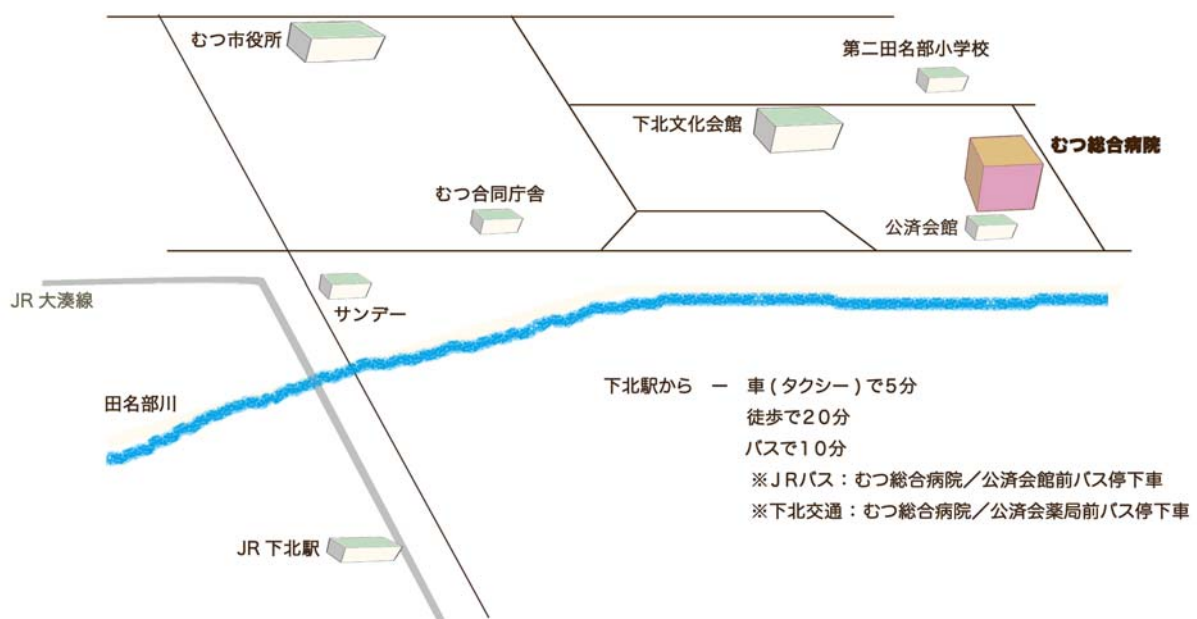 むつ市役所
第二田名部小学校
下北文化会館
むつ総合病院
むつ合同庁舎
公済会館
JR 大湊線
サンデー
田名部川
下北駅から ー 車 ( タクシー ) で５分
徒歩で２０分
バスで１０分
※ＪＲバス：むつ総合病院／公済会館前バス停下車
※下北交通：むつ総合病院／公済会薬局前バス停下車
JR 下北駅